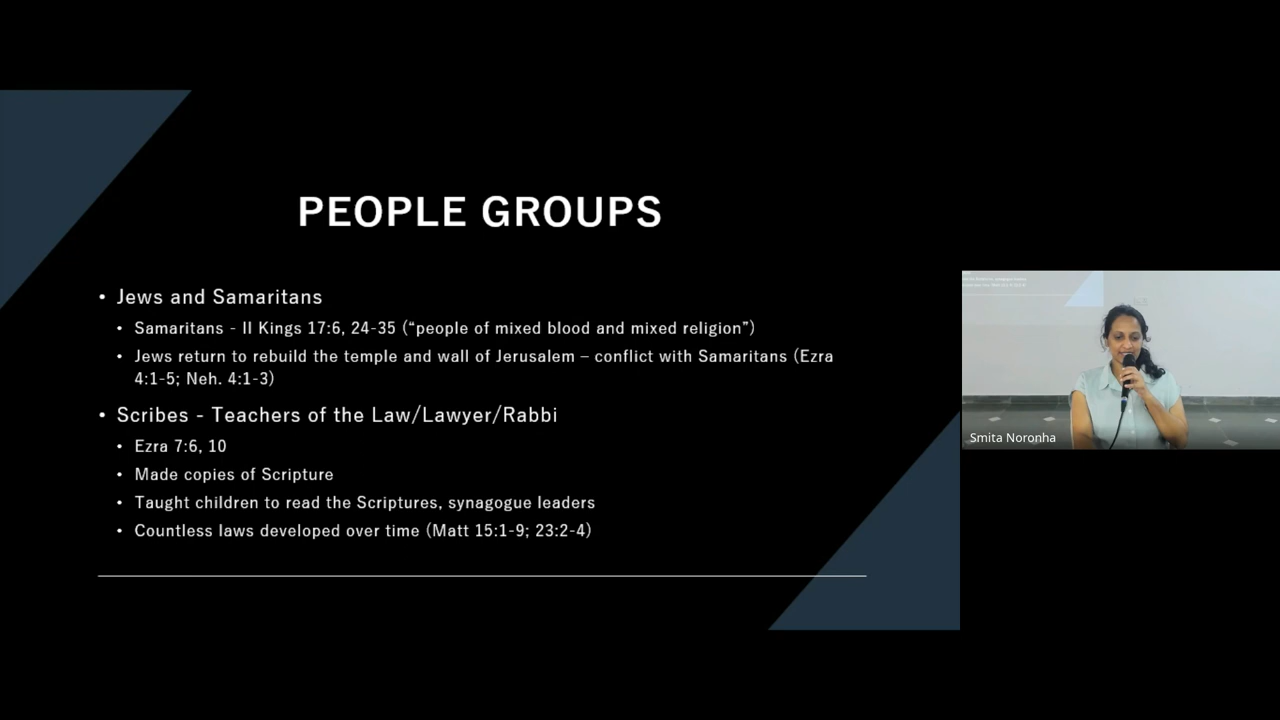 PEOPLE GROUPS
• Jews and Samaritans
• Samaritans - II Kings 17:6, 24-35 (“people of mixed blood and mixed religion”)
• Jews return to rebuild the temple and wall of Jerusalem – conflict with Samaritans (Ezra
4:1-5; Neh. 4:1-3)
• Scribes - Teachers of the Law/Lawyer/Rabbi
• Ezra 7:6, 10
• Made copies of Scripture
• Taught children to read the Scriptures, synagogue leaders
• Countless laws developed over time (Matt 15:1-9; 23:2-4)
Smita Noronha